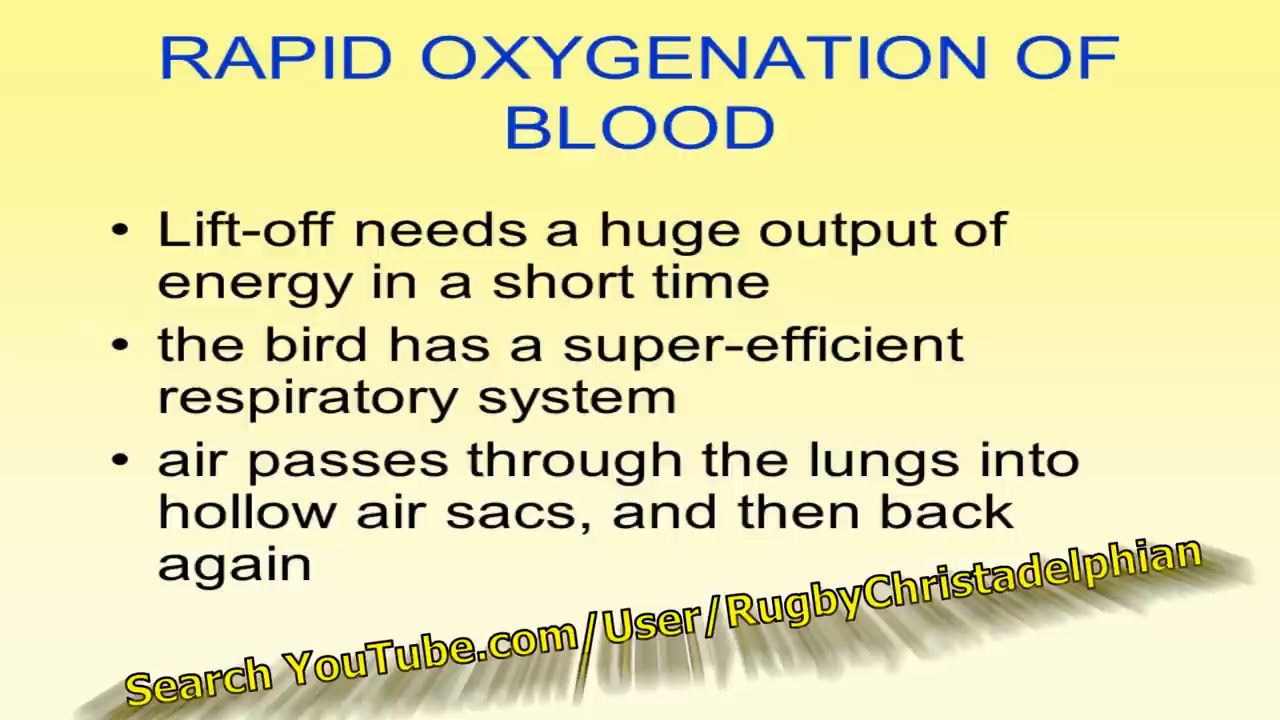 RAPID OXYGENATION OF
BLOOD
• Lift-off needs a huge output of
energy in a short time
• the bird has a super-efficient
respiratory system
• air passes through the lungs into
hollow air sacs, and then back
again
Search YouTube.com/User/RugbyChristadelphian